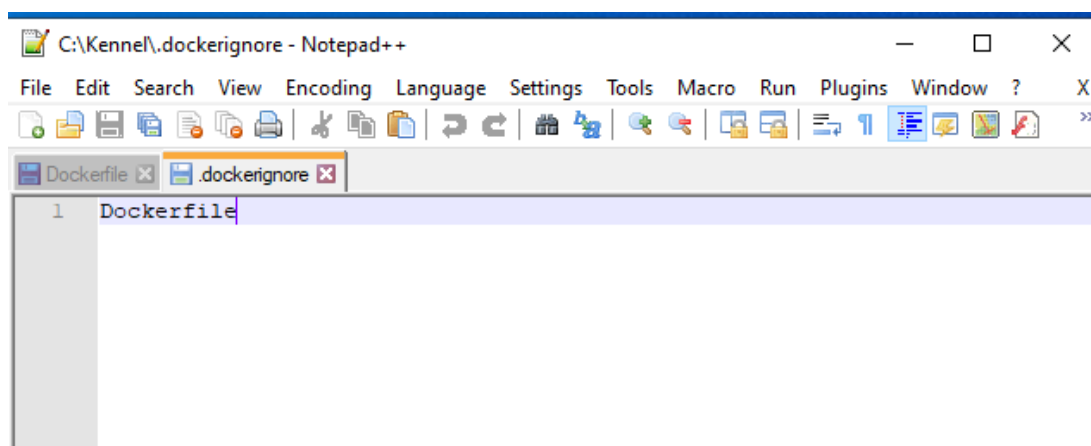 C:\Kennel\.dockerignore - Notepad++
File Edit Search View Encoding Language Settings Tools Macro Run Plugins Window ? X
Dockerfile .dockerignore
1 Dockerfile